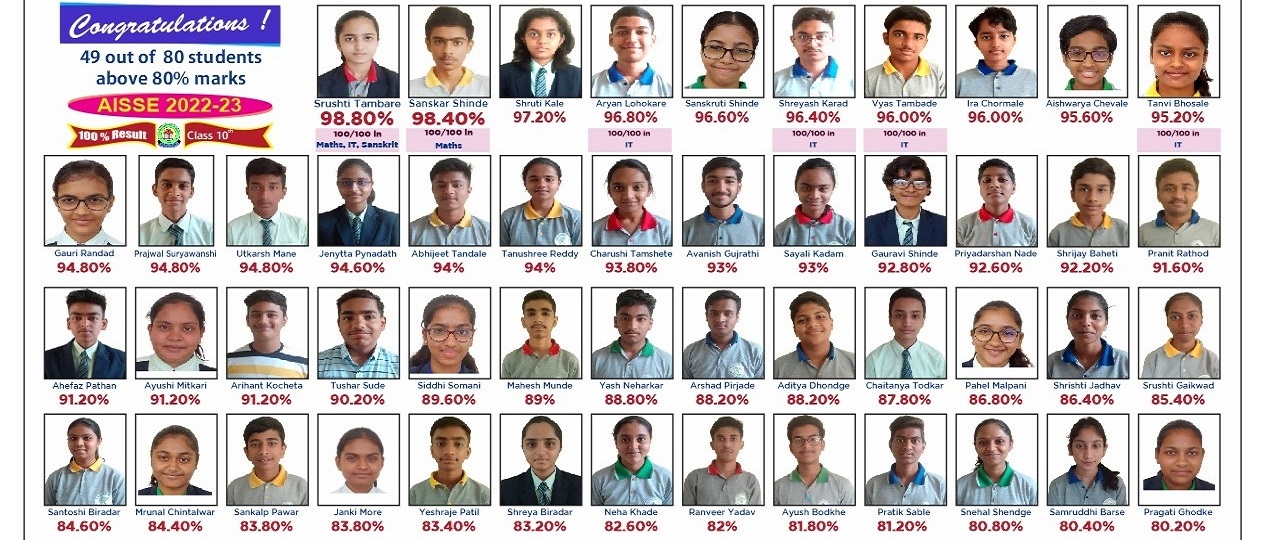 Congratulations !
49 out of 80 students
above 80% marks
AISSE 2022-23
100 % Result Class 10th
Srushti Tambare Sanskar Shinde Shruti Kale Aryan Lohokare Sanskruti Shinde Shreyash Karad Vyas Tambade Ira Chormale Aishwarya Chevale Tanvi Bhosale
98.80% 98.40% 97.20% 96.80% 96.60% 96.40% 96.00% 96.00% 95.60% 95.20%
100/100 in 100/100 in 100/100 in 100/100 in 100/100 in 100/100 in
Maths, IT, Sanskrit Maths IT IT IT IT
Gauri Randad Prajwal Suryawanshi Utkarsh Mane Jenytta Pynadath Abhijeet Tandale Tanushree Reddy Charushi Tamshete Avanish Gujrathi Sayali Kadam Gauravi Shinde Priyadarshan Nade Shrijay Baheti Pranit Rathod
94.80% 94.80% 94.80% 94.60% 94% 94% 93.80% 93% 93% 92.80% 92.60% 92.20% 91.60%
Ahefaz Pathan Ayushi Mitkari Arihant Kocheta Tushar Sude Siddhi Somani Mahesh Munde Yash Neharkar Arshad Pirjade Aditya Dhondge Chaitanya Todkar Pahel Malpani Shrishti Jadhav Srushti Gaikwad
91.20% 91.20% 91.20% 90.20% 89.60% 89% 88.80% 88.20% 88.20% 87.80% 86.80% 86.40% 85.40%
Santoshi Biradar Mrunal Chintalwar Sankalp Pawar Janki More Yeshraje Patil Shreya Biradar Neha Khade Ranveer Yadav Ayush Bodkhe Pratik Sable Snehal Shendge Samruddhi Barse Pragati Ghodke
84.60% 84.40% 83.80% 83.80% 83.40% 83.20% 82.60% 82% 81.80% 81.20% 80.80% 80.40% 80.20%